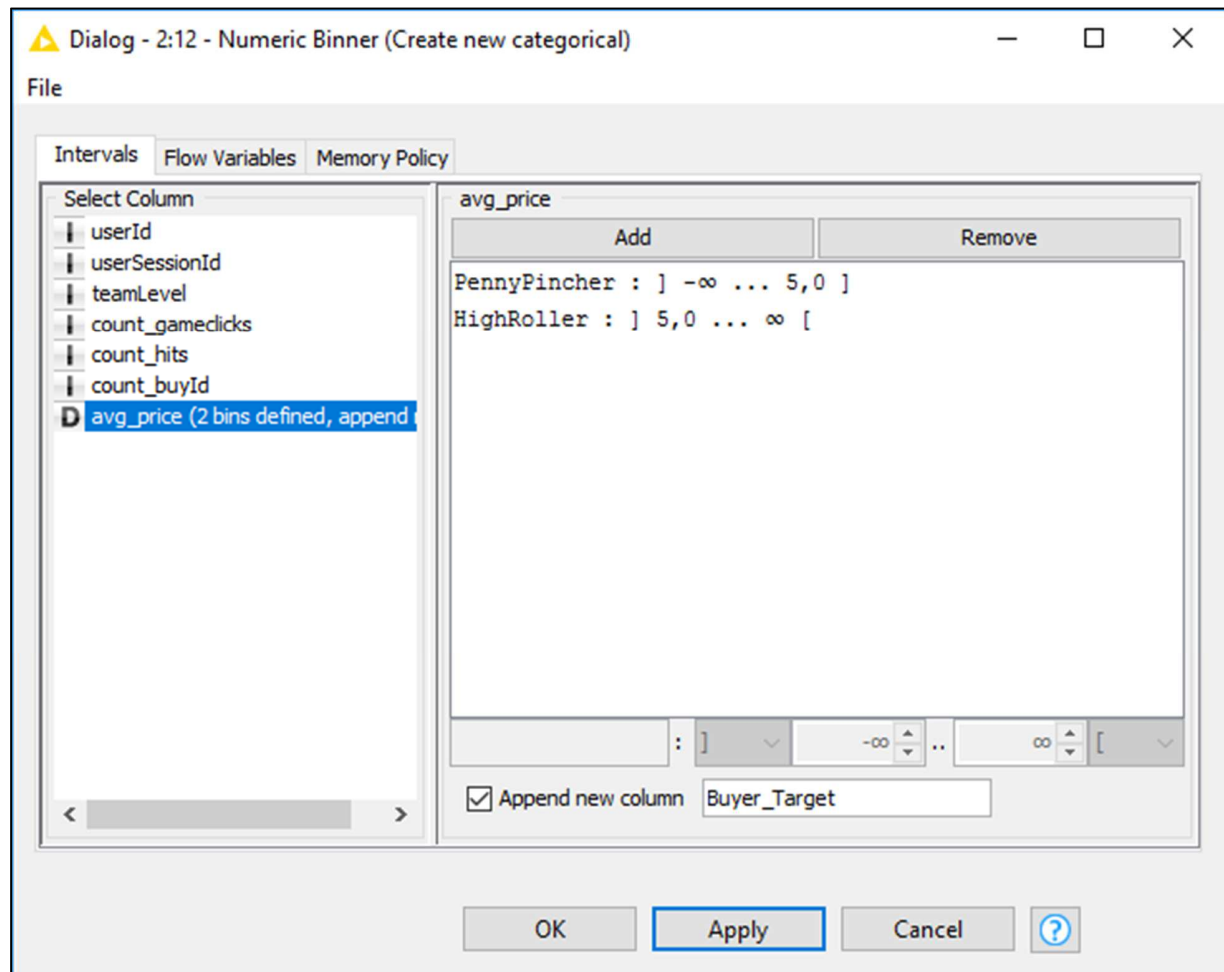 Dialog - 2:12 - Numeric Binner (Create new categorical)
File
Intervals
Flow Variables
Memory Policy
Select Column
I userId
I userSessionId
I teamLevel
I count_gameclicks
I count_hits
I count_buyId
D avg_price (2 bins defined, append
avg_price
Add
Remove
PennyPincher : ] -∞ ... 5,0 ]
HighRoller : ] 5,0 ... ∞ [
: ] -∞ .. ∞ [
Append new column Buyer_Target
OK
Apply
Cancel
?